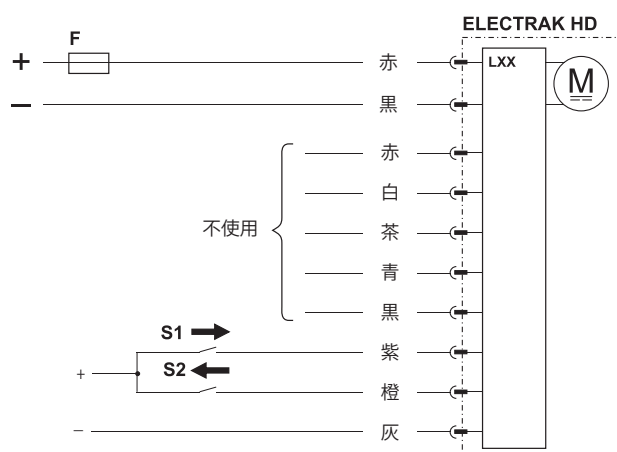 ELECTRAK HD
F
+ 赤 LXX
M
− 黒
赤
白
不使用 茶
青
黒
S1
紫
+ S2
橙
− 灰